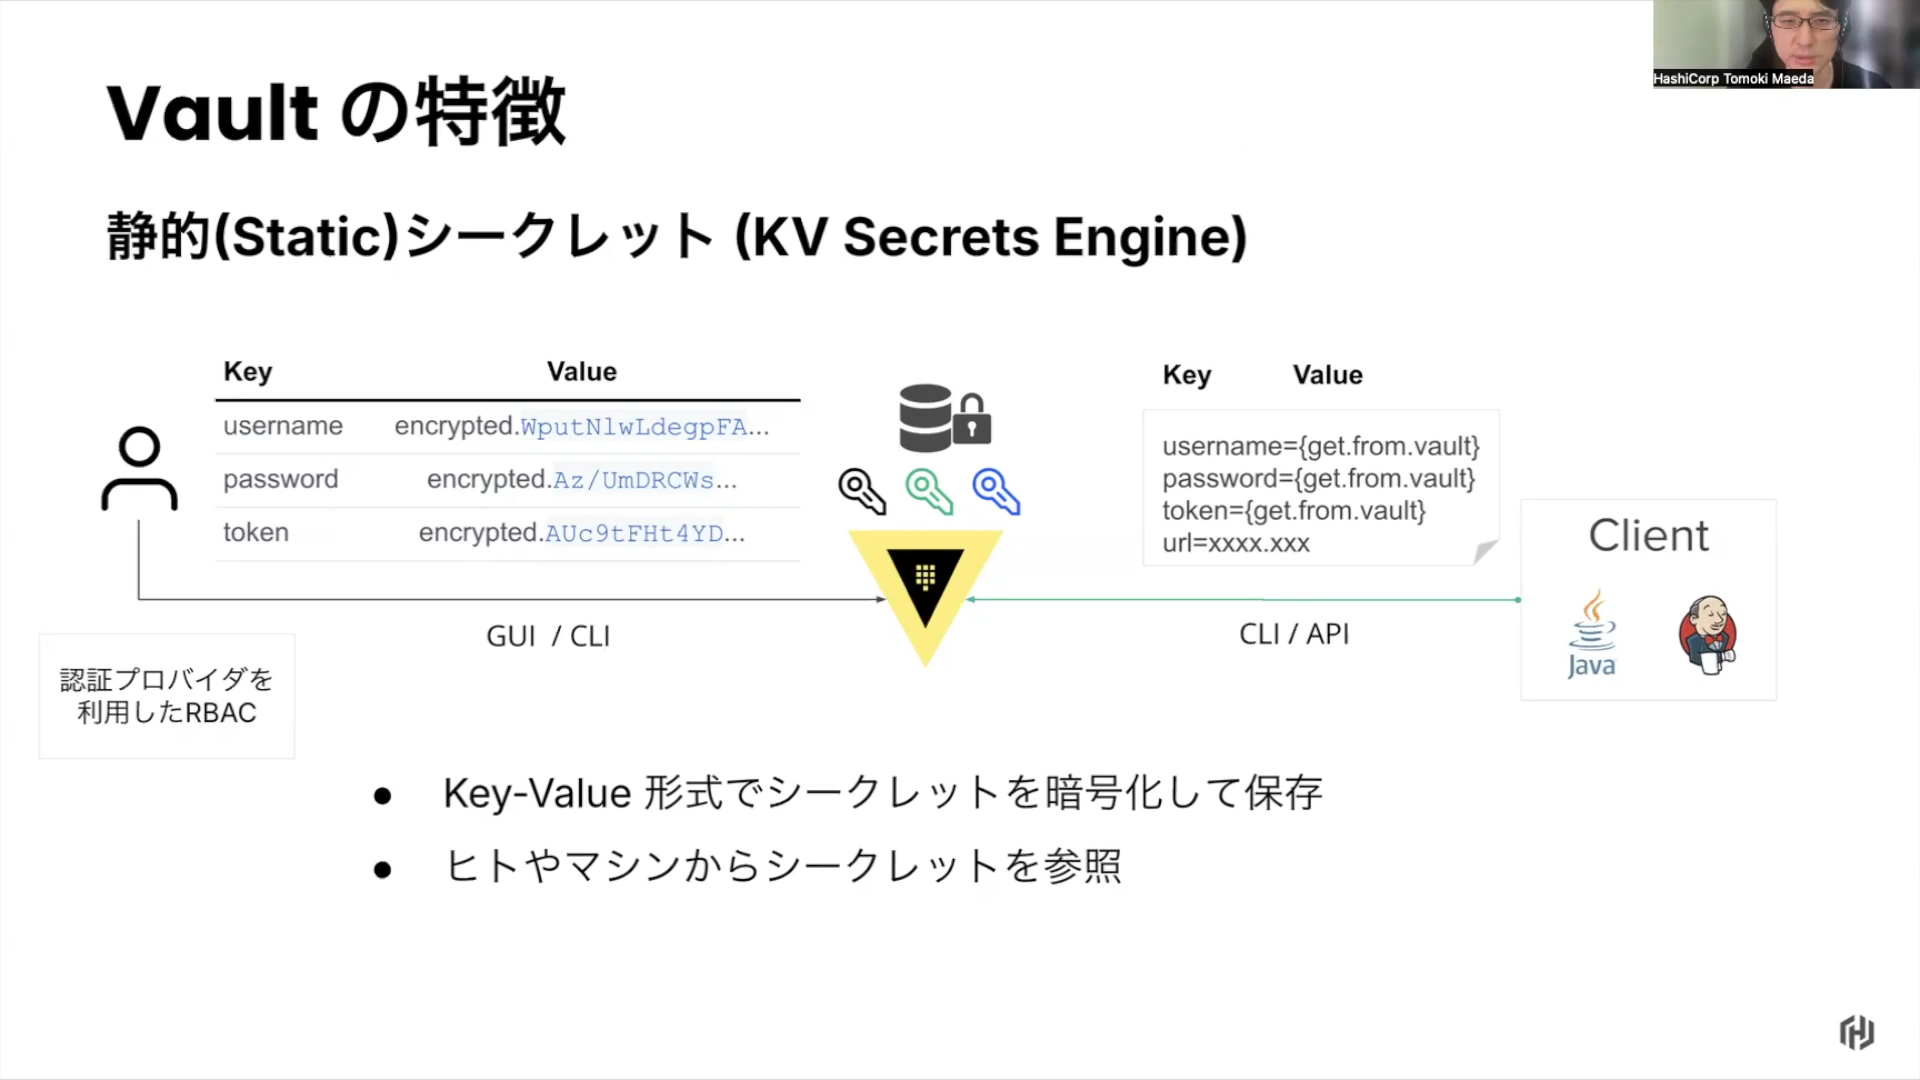 HashiCorp Tomoki Maeda
Vault の特徴
静的(Static)シークレット (KV Secrets Engine)
Key Value
username encrypted.WputNlwLdegpFA...
password encrypted.Az/UmDRCWs...
token encrypted.AUc9tFHt4YD...
GUI / CLI
認証プロバイダを
利用したRBAC
Key Value
username={get.from.vault}
password={get.from.vault}
token={get.from.vault}
url=xxxx.xxx
CLI / API
Client
Java
● Key-Value 形式でシークレットを暗号化して保存
● ヒトやマシンからシークレットを参照